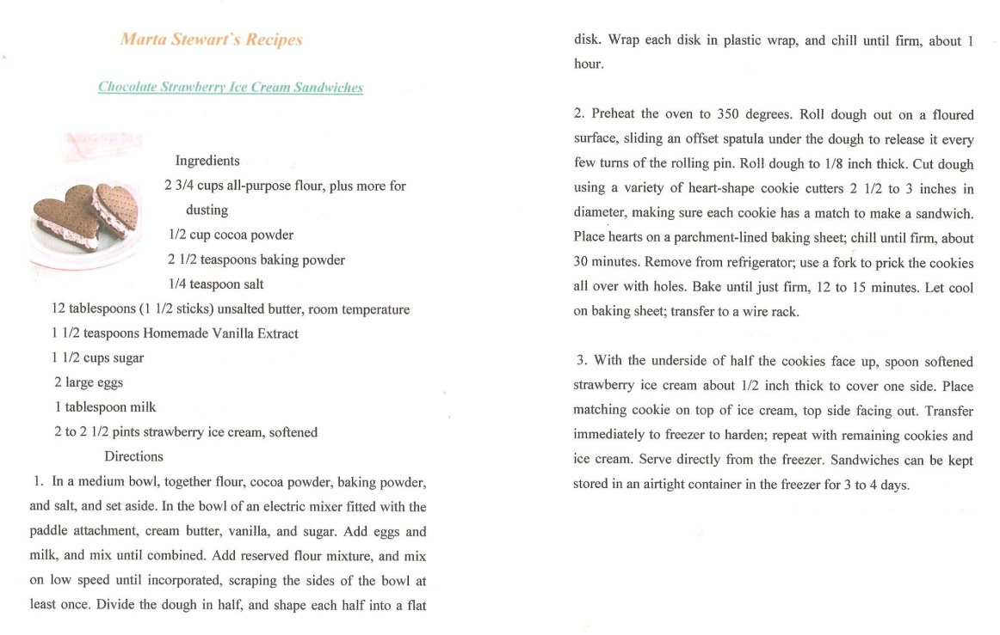 Marta Stewart`s Recipes
Chocolate Strawberry Ice Cream Sandwiches
Ingredients
2 3/4 cups all-purpose flour, plus more for
dusting
1/2 cup cocoa powder
2 1/2 teaspoons baking powder
1/4 teaspoon salt
12 tablespoons (1 1/2 sticks) unsalted butter, room temperature
1 1/2 teaspoons Homemade Vanilla Extract
1 1/2 cups sugar
2 large eggs
1 tablespoon milk
2 to 2 1/2 pints strawberry ice cream, softened
Directions
1. In a medium bowl, together flour, cocoa powder, baking powder,
and salt, and set aside. In the bowl of an electric mixer fitted with the
paddle attachment, cream butter, vanilla, and sugar. Add eggs and
milk, and mix until combined. Add reserved flour mixture, and mix
on low speed until incorporated, scraping the sides of the bowl at
least once. Divide the dough in half, and shape each half into a flat
disk. Wrap each disk in plastic wrap, and chill until firm, about 1
hour.
2. Preheat the oven to 350 degrees. Roll dough out on a floured
surface, sliding an offset spatula under the dough to release it every
few turns of the rolling pin. Roll dough to 1/8 inch thick. Cut dough
using a variety of heart-shape cookie cutters 2 1/2 to 3 inches in
diameter, making sure each cookie has a match to make a sandwich.
Place hearts on a parchment-lined baking sheet; chill until firm, about
30 minutes. Remove from refrigerator; use a fork to prick the cookies
all over with holes. Bake until just firm, 12 to 15 minutes. Let cool
on baking sheet; transfer to a wire rack.
3. With the underside of half the cookies face up, spoon softened
strawberry ice cream about 1/2 inch thick to cover one side. Place
matching cookie on top of ice cream, top side facing out. Transfer
immediately to freezer to harden; repeat with remaining cookies and
ice cream. Serve directly from the freezer. Sandwiches can be kept
stored in an airtight container in the freezer for 3 to 4 days.